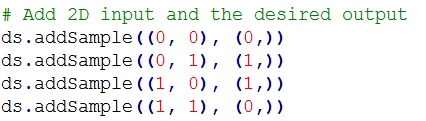 # Add 2D input and the desired output
ds.addSample((0, 0), (0,))
ds.addSample((0, 1), (1,))
ds.addSample((1, 0), (1,))
ds.addSample((1, 1), (0,))